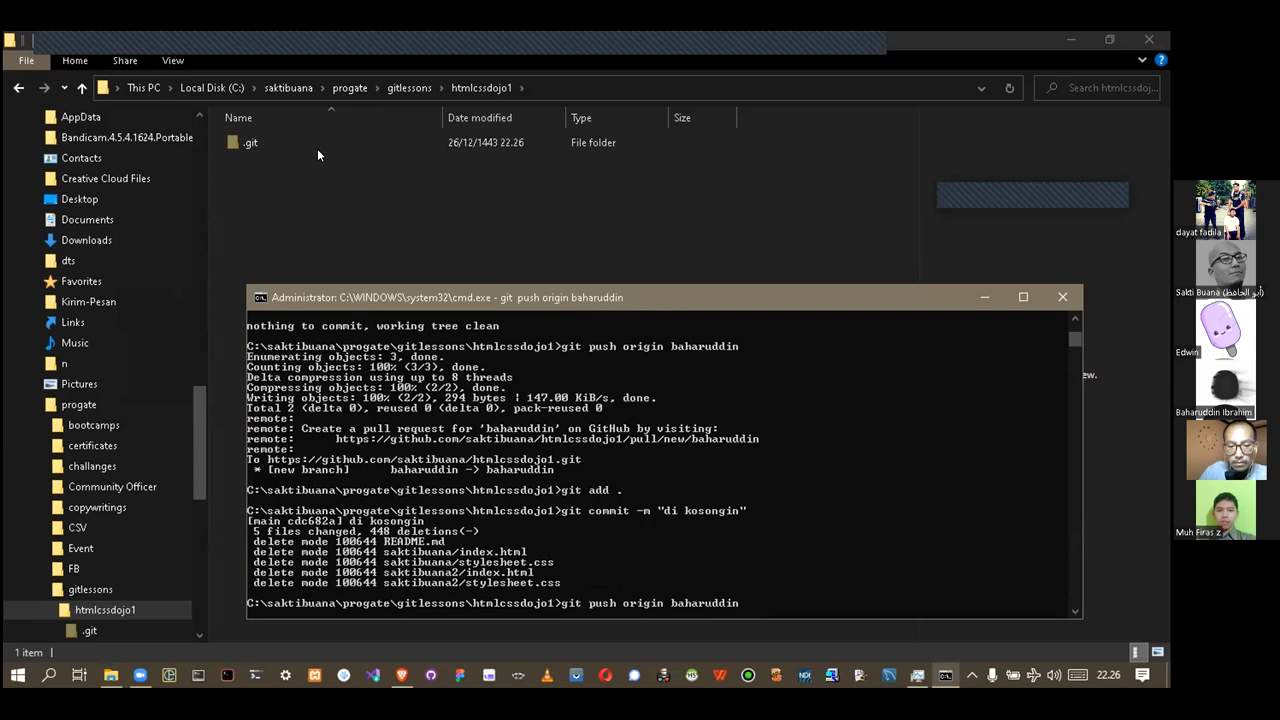 File
Home
Share
View
This PC
Local Disk (C:)
saktibuana
progate
gitlessons
htmlcssdojo1
Search htmlcssdoj...
AppData
Bandicam.4.5.4.1624.Portable
Contacts
Creative Cloud Files
Desktop
Documents
Downloads
dts
Favorites
Kirim-Pesan
Links
Music
n
Pictures
progate
bootcamps
certificates
challanges
Community Officer
copywritings
CSV
Event
FB
gitlessons
htmlcssdojo1
.git
Name
Date modified
Type
Size
.git
26/12/1443 22.26
File folder
ew.
Administrator: C:\WINDOWS\system32\cmd.exe - git push origin baharuddin
nothing to commit, working tree clean
C:\saktibuana\progate\gitlessons\htmlcssdojo1>git push origin baharuddin
Enumerating objects: 3, done.
Counting objects: 100% (3/3), done.
Delta compression using up to 8 threads
Compressing objects: 100% (2/2), done.
Writing objects: 100% (2/2), 294 bytes | 147.00 KiB/s, done.
Total 2 (delta 0), reused 0 (delta 0), pack-reused 0
remote:
remote: Create a pull request for 'baharuddin' on GitHub by visiting:
remote: https://github.com/saktibuana/htmlcssdojo1/pull/new/baharuddin
remote:
To https://github.com/saktibuana/htmlcssdojo1.git
* [new branch] baharuddin -> baharuddin
C:\saktibuana\progate\gitlessons\htmlcssdojo1>git add .
C:\saktibuana\progate\gitlessons\htmlcssdojo1>git commit -m "di kosongin"
[main cdc682a] di kosongin
5 files changed, 448 deletions(-)
delete mode 100644 README.md
delete mode 100644 saktibuana/index.html
delete mode 100644 saktibuana/stylesheet.css
delete mode 100644 saktibuana2/index.html
delete mode 100644 saktibuana2/stylesheet.css
C:\saktibuana\progate\gitlessons\htmlcssdojo1>git push origin baharuddin
1 item
22.26
dayat fadila
Sakti Buana (أبو الحافظ)
Edwin
Baharuddin Ibrahim
Muh Firas z